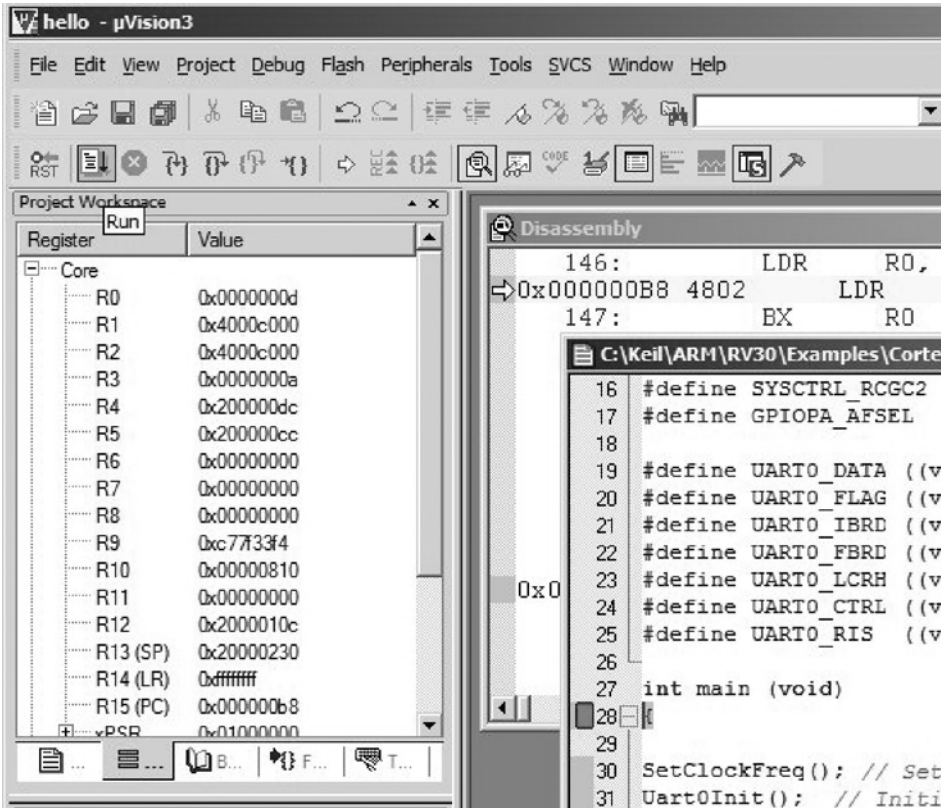 hello - µVision3
File Edit View Project Debug Flash Peripherals Tools SVCS Window Help
RST CODE
Project Workspace
Run
Register Value
Core
R0 0x0000000d
R1 0x4000c000
R2 0x4000c000
R3 0x0000000a
R4 0x200000dc
R5 0x200000cc
R6 0x00000000
R7 0x00000000
R8 0x00000000
R9 0xc77f33f4
R10 0x00000810
R11 0x00000000
R12 0x2000010c
R13 (SP) 0x20000230
R14 (LR) 0xffffffff
R15 (PC) 0x000000b8
xPSR 0x01000000
... ... B... F... T...
Disassembly
146: LDR R0,
0x000000B8 4802 LDR
147: BX R0
0x0
C:\Keil\ARM\RV30\Examples\Corte
16 #define SYSCTRL_RCGC2
17 #define GPIOPA_AFSEL
18
19 #define UART0_DATA ((v
20 #define UART0_FLAG ((v
21 #define UART0_IBRD ((v
22 #define UART0_FBRD ((v
23 #define UART0_LCRH ((v
24 #define UART0_CTRL ((v
25 #define UART0_RIS ((v
26
27 int main (void)
28 {
29
30 SetClockFreq(); // Set
31 Uart0Init(); // Initi